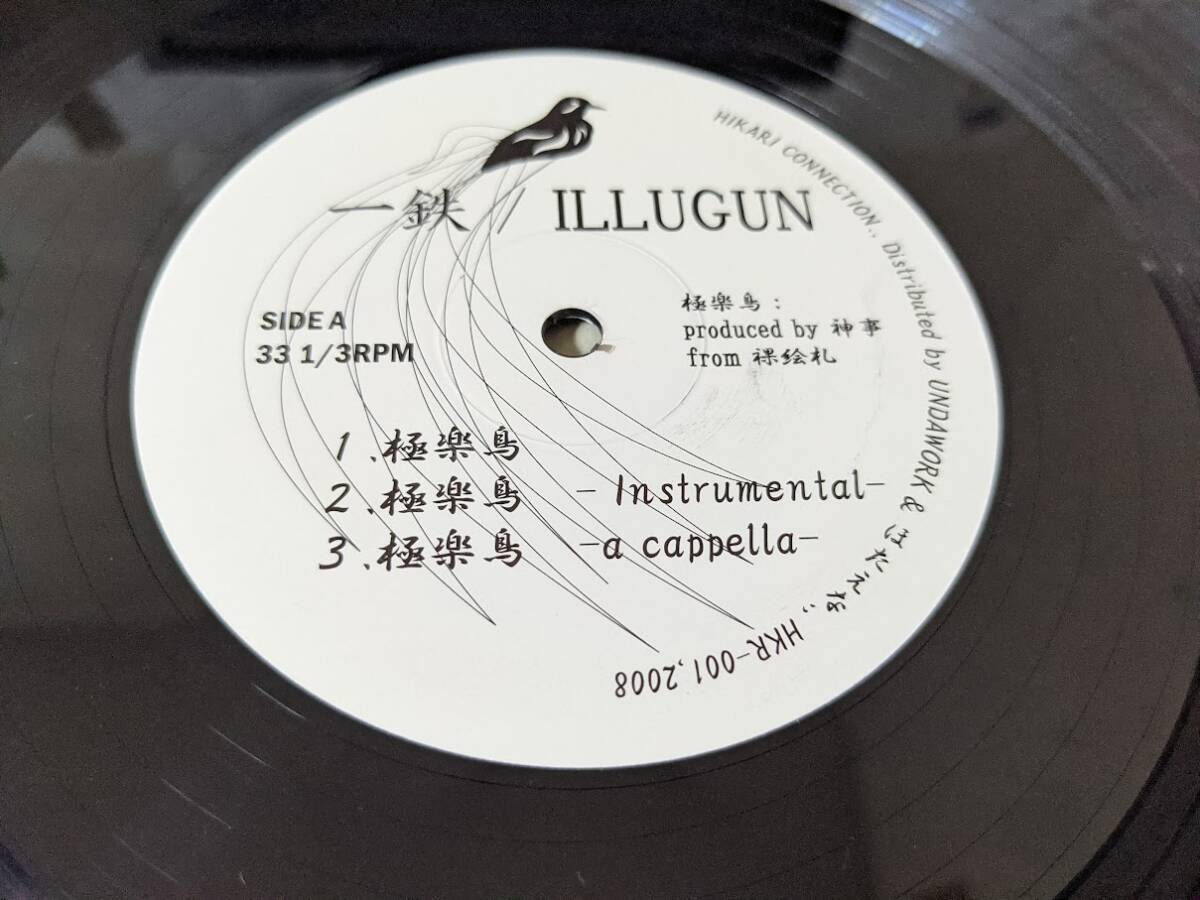 一鉄 / ILLUGUN
SIDE A
33 1/3RPM
極楽鳥 :
produced by 神事
from 裸絵札
1.極楽鳥
2.極楽鳥 -Instrumental-
3.極楽鳥 -a cappella-
HIKARI CONNECTION.. Distributed by UNDAWORK & ほたえな.. HKR-001,2008